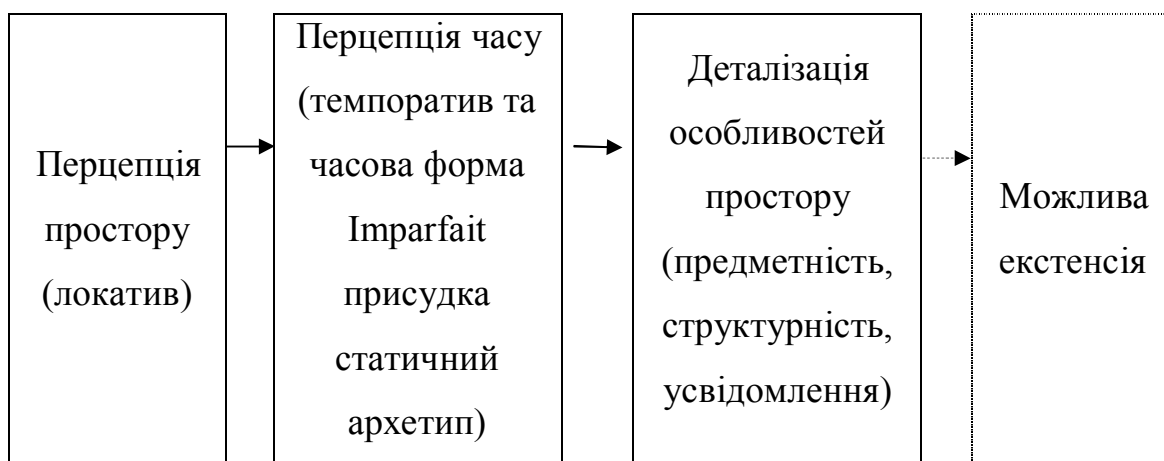 Перцепція
простору
(локатив)
Перцепція часу
(темпоратив та
часова форма
Imparfait
присудка
статичний
архетип)
Деталізація
особливостей
простору
(предметність,
структурність,
усвідомлення)
Можлива
екстенсія